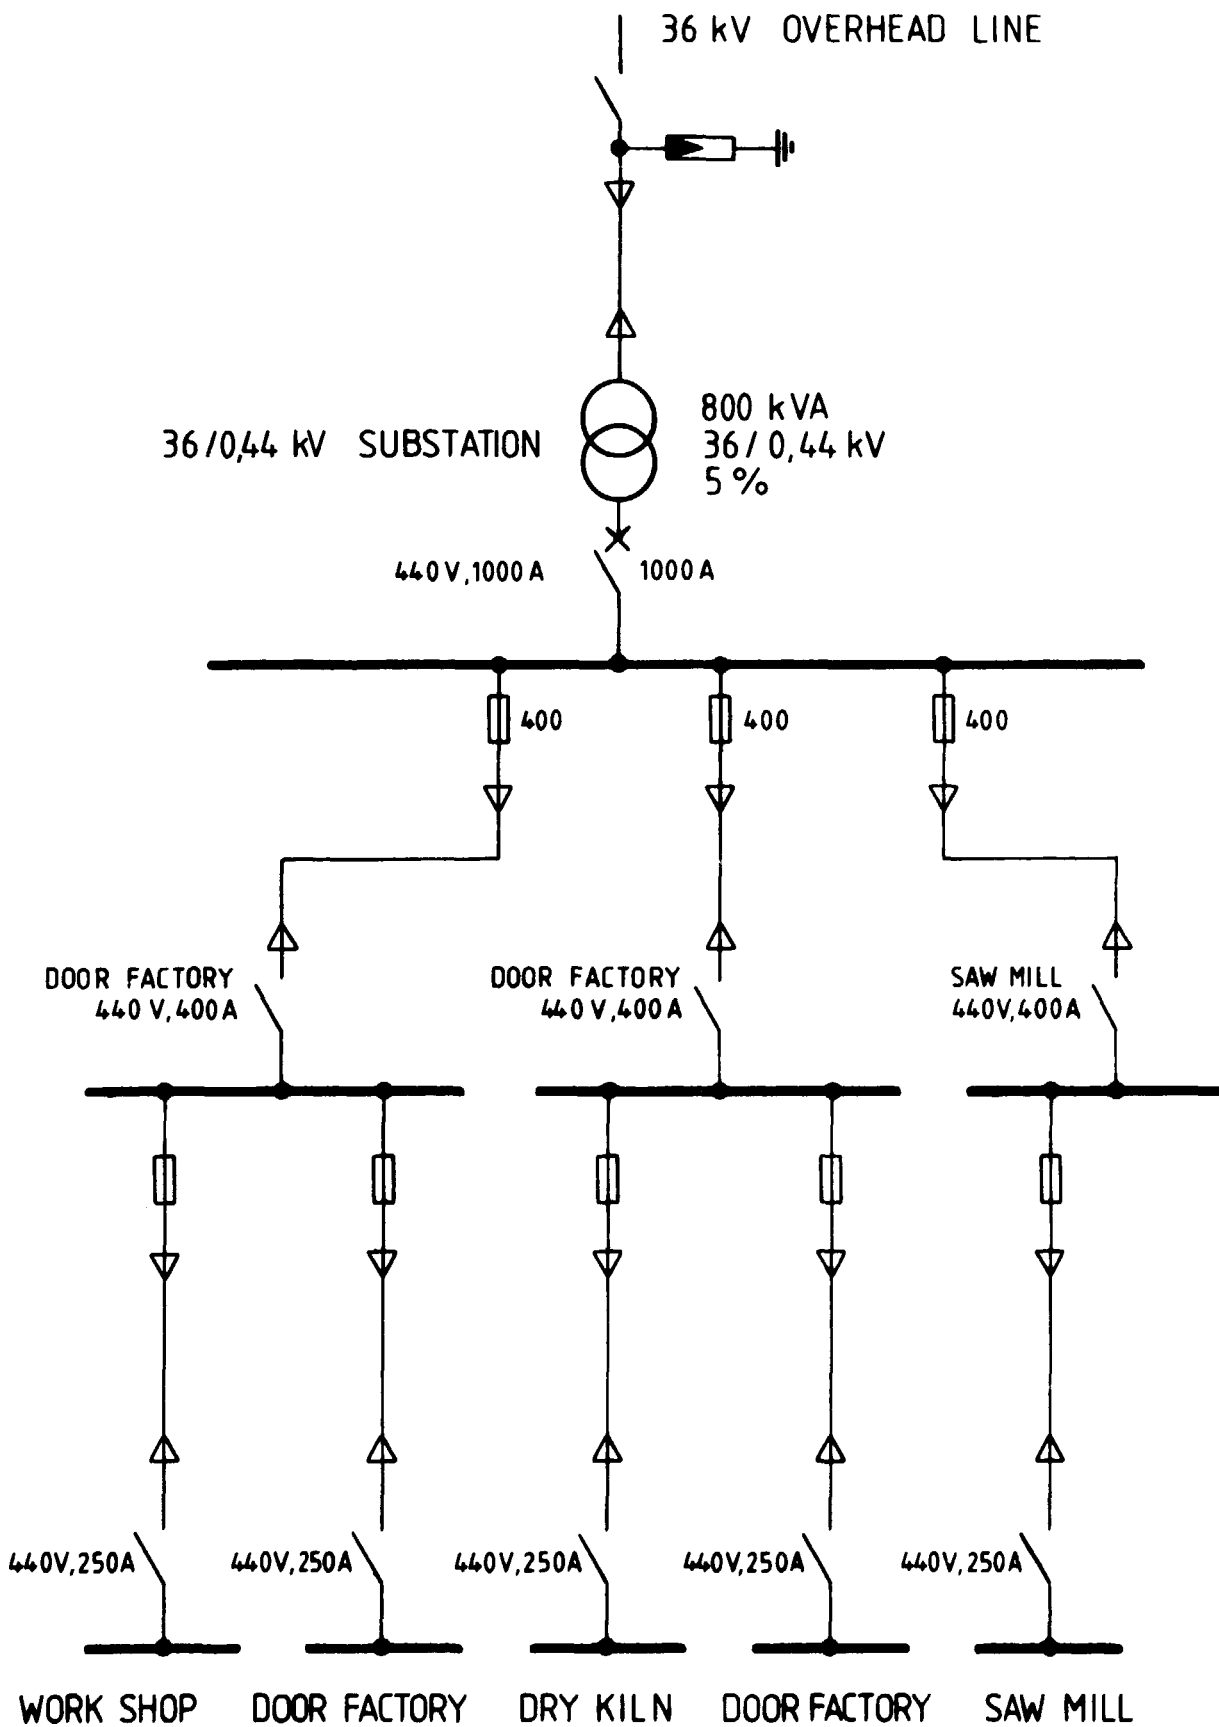 36 kV OVERHEAD LINE
36/0,44 kV SUBSTATION
800 kVA
36/0,44 kV
5%
440V,1000A
1000A
400
400
400
DOOR FACTORY
440V,400A
DOOR FACTORY
440V,400A
SAW MILL
440V,400A
440V,250A
440V,250A
440V,250A
440V,250A
440V,250A
WORK SHOP
DOOR FACTORY
DRY KILN
DOOR FACTORY
SAW MILL